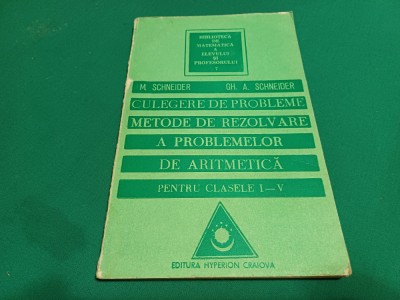 BIBLIOTECA
DE
MATEMATICĂ
A
ELEVULUI
ȘI
PROFESORULUI
M. SCHNEIDER GH. A. SCHNEIDER
CULEGERE DE PROBLEME
METODE DE REZOLVARE
A PROBLEMELOR
DE ARITMETICĂ
PENTRU CLASELE I—V
EDITURA HYPERION CRAIOVA